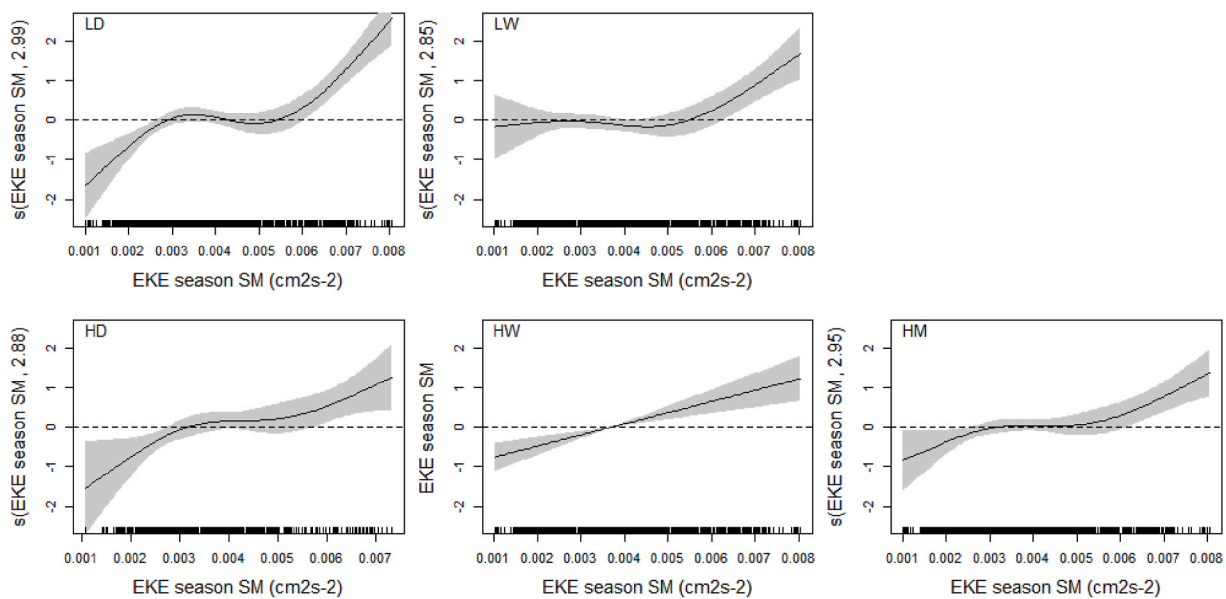 LD
s(EKE season SM, 2.99)
2
1
0
-1
-2
0.001 0.002 0.003 0.004 0.005 0.006 0.007 0.008
EKE season SM (cm2s-2)
LW
s(EKE season SM, 2.85)
2
1
0
-1
-2
0.001 0.002 0.003 0.004 0.005 0.006 0.007 0.008
EKE season SM (cm2s-2)
HD
s(EKE season SM, 2.88)
2
1
0
-1
-2
0.001 0.002 0.003 0.004 0.005 0.006 0.007
EKE season SM (cm2s-2)
HW
EKE season SM
2
1
0
-1
-2
0.001 0.002 0.003 0.004 0.005 0.006 0.007 0.008
EKE season SM (cm2s-2)
HM
s(EKE season SM, 2.95)
2
1
0
-1
-2
0.001 0.002 0.003 0.004 0.005 0.006 0.007 0.008
EKE season SM (cm2s-2)